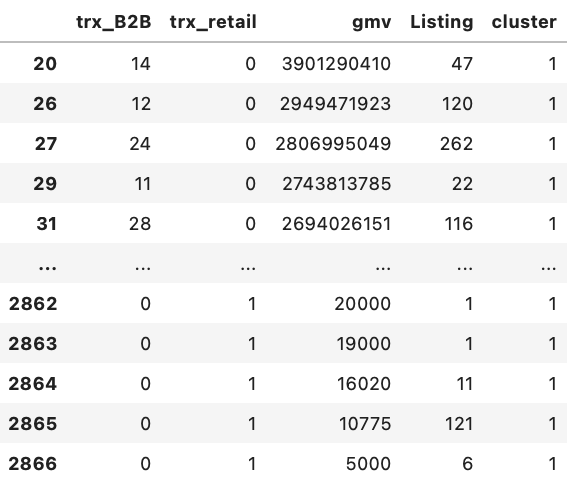 trx_B2B trx_retail gmv Listing cluster
20 14 0 3901290410 47 1
26 12 0 2949471923 120 1
27 24 0 2806995049 262 1
29 11 0 2743813785 22 1
31 28 0 2694026151 116 1
... ... ... ... ... ...
2862 0 1 20000 1 1
2863 0 1 19000 1 1
2864 0 1 16020 11 1
2865 0 1 10775 121 1
2866 0 1 5000 6 1